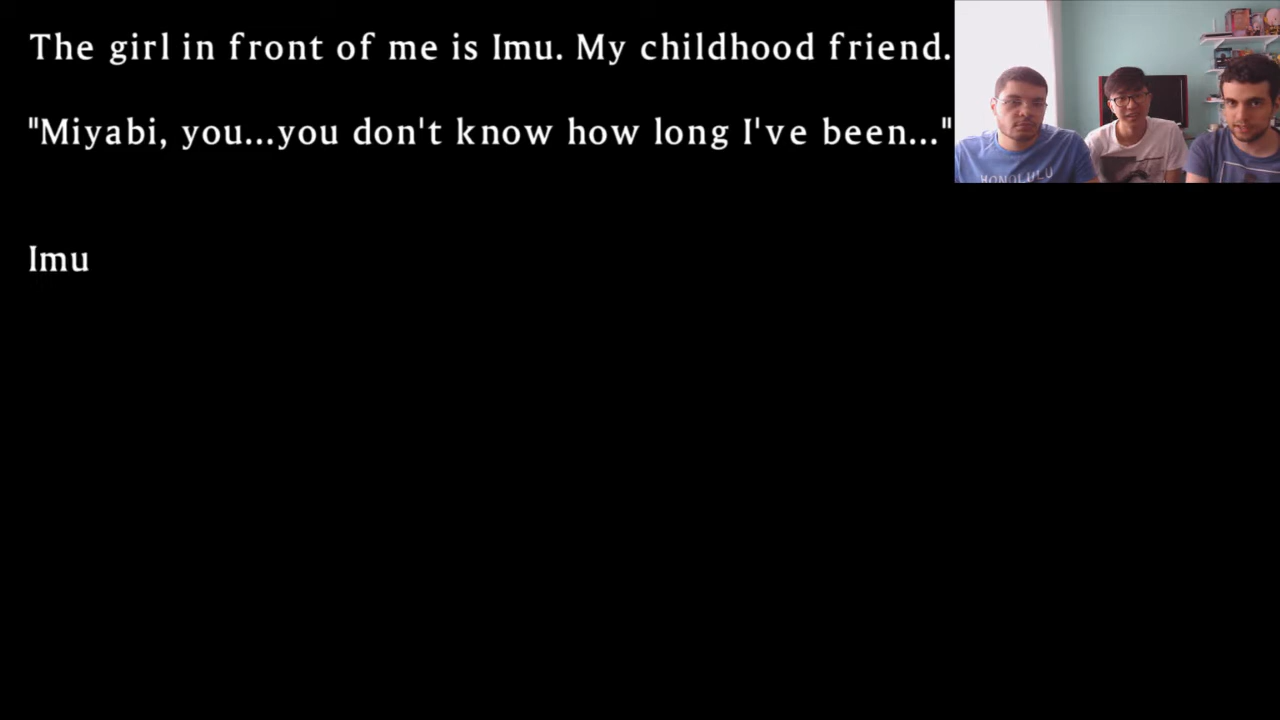 The girl in front of me is Imu. My childhood friend.
"Miyabi, you...you don't know how long I've been..."
Imu
HONOLULU